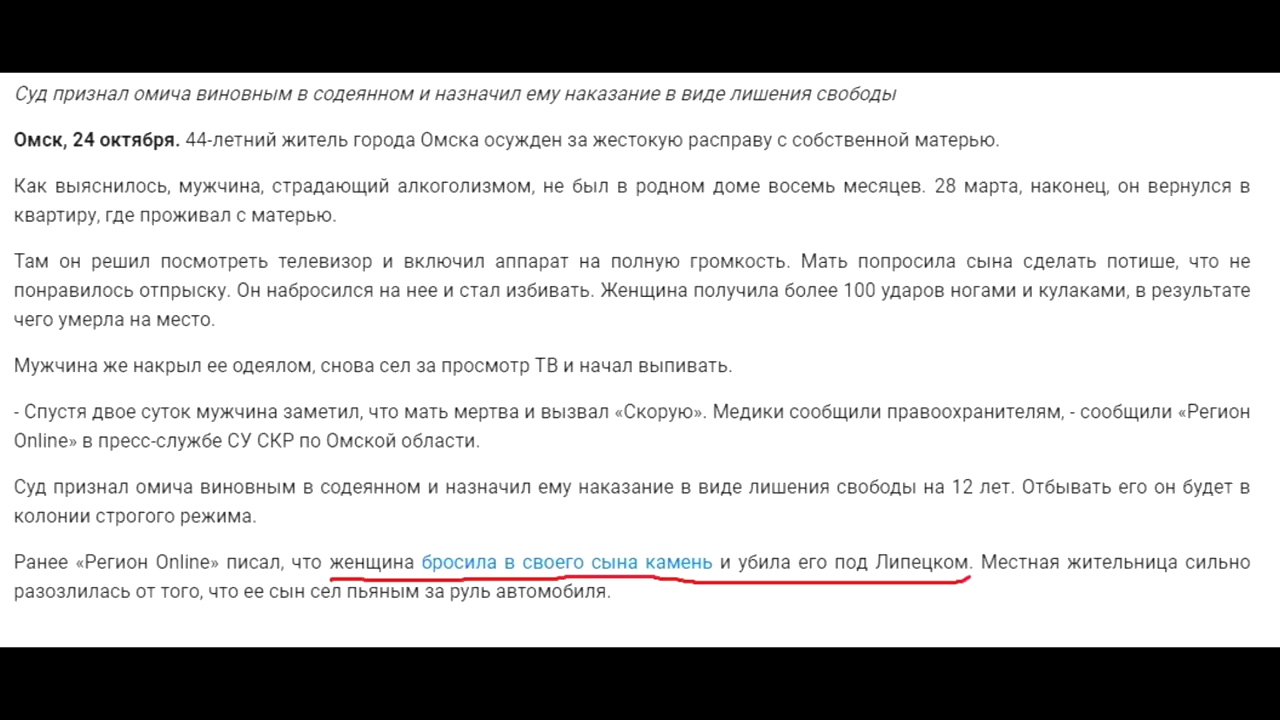 Суд признал омича виновным в содеянном и назначил ему наказание в виде лишения свободы
Омск, 24 октября. 44-летний житель города Омска осужден за жестокую расправу с собственной матерью.
Как выяснилось, мужчина, страдающий алкоголизмом, не был в родном доме восемь месяцев. 28 марта, наконец, он вернулся в
квартиру, где проживал с матерью.
Там он решил посмотреть телевизор и включил аппарат на полную громкость. Мать попросила сына сделать потише, что не
понравилось отпрыску. Он набросился на нее и стал избивать. Женщина получила более 100 ударов ногами и кулаками, в результате
чего умерла на место.
Мужчина же накрыл ее одеялом, снова сел за просмотр ТВ и начал выпивать.
- Спустя двое суток мужчина заметил, что мать мертва и вызвал «Скорую». Медики сообщили правоохранителям, - сообщили «Регион
Online» в пресс-службе СУ СКР по Омской области.
Суд признал омича виновным в содеянном и назначил ему наказание в виде лишения свободы на 12 лет. Отбывать его он будет в
колонии строгого режима.
Ранее «Регион Online» писал, что женщина бросила в своего сына камень и убила его под Липецком. Местная жительница сильно
разозлилась от того, что ее сын сел пьяным за руль автомобиля.